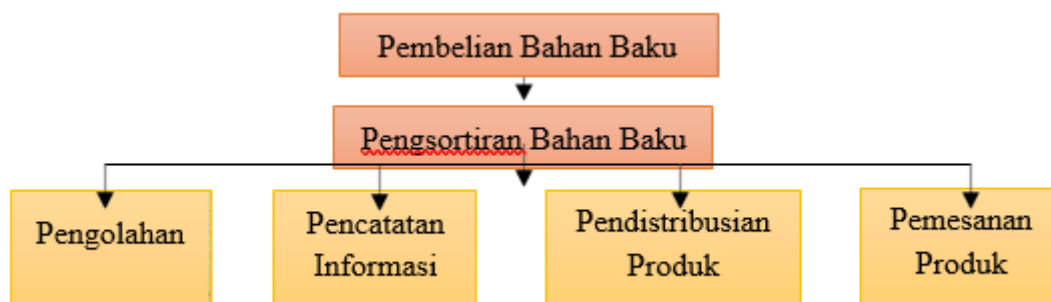 Pembelian Bahan Baku
Pengsortiran Bahan Baku
Pengolahan
Pencatatan
Informasi
Pendistribusian
Produk
Pemesanan
Produk